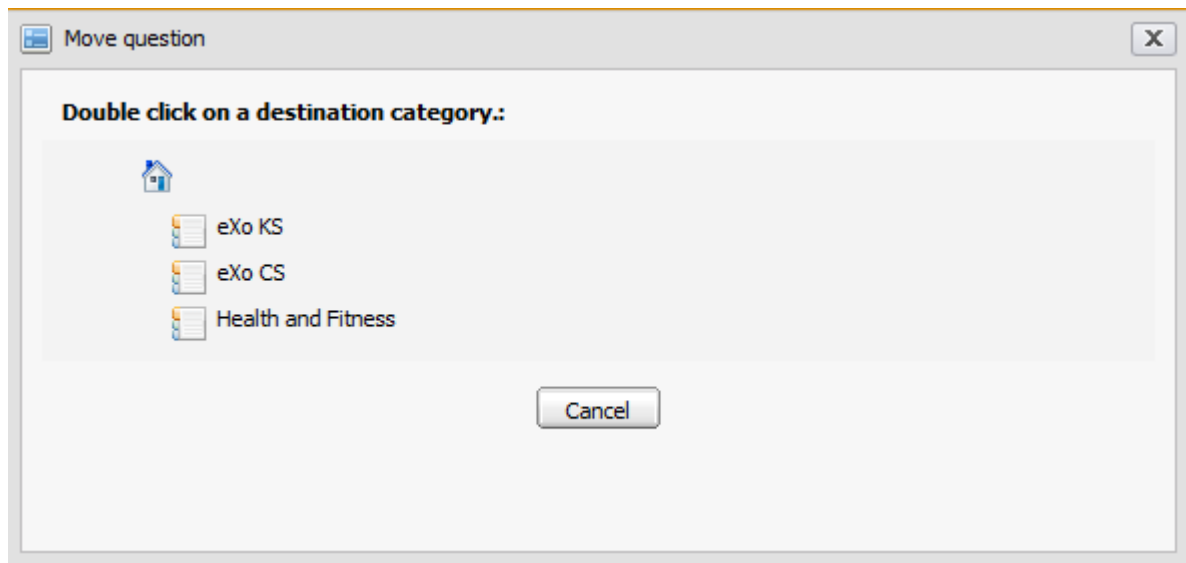 Move question
X
Double click on a destination category.:
eXo KS
eXo CS
Health and Fitness
Cancel